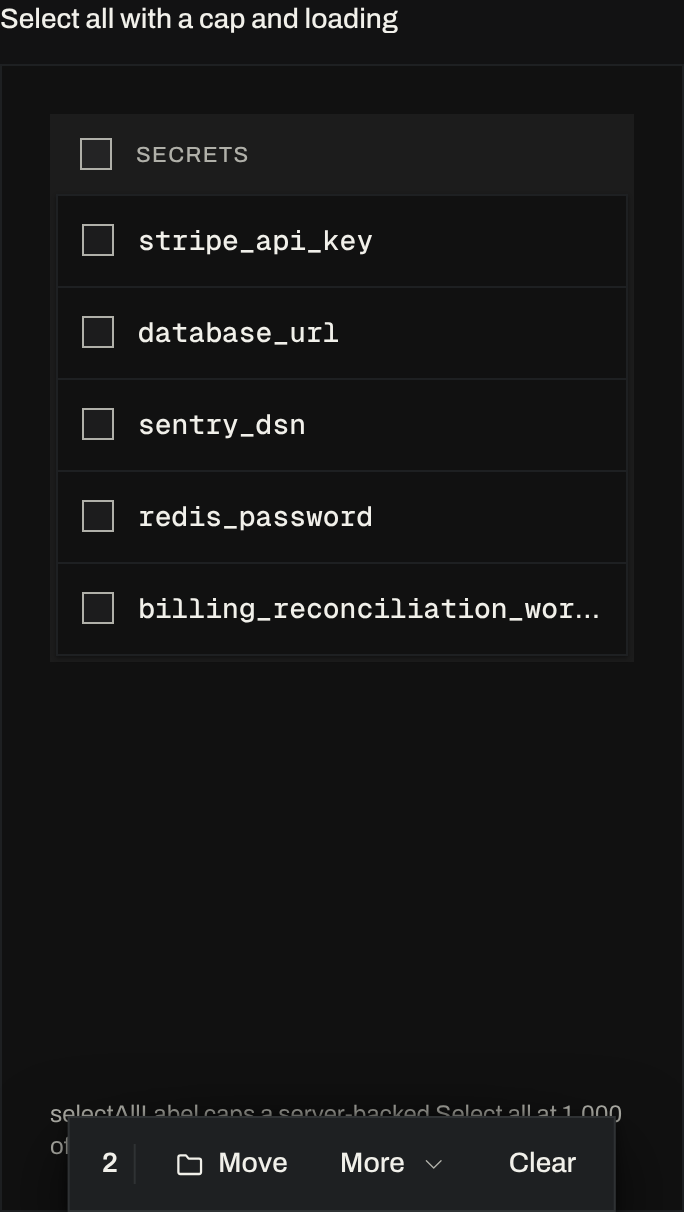 Select all with a cap and loading
SECRETS
stripe_api_key
database_url
sentry_dsn
redis_password
billing_reconciliation_wor...
selectAllLabel caps a server-backed Select all at 1,000
2 Move More Clear